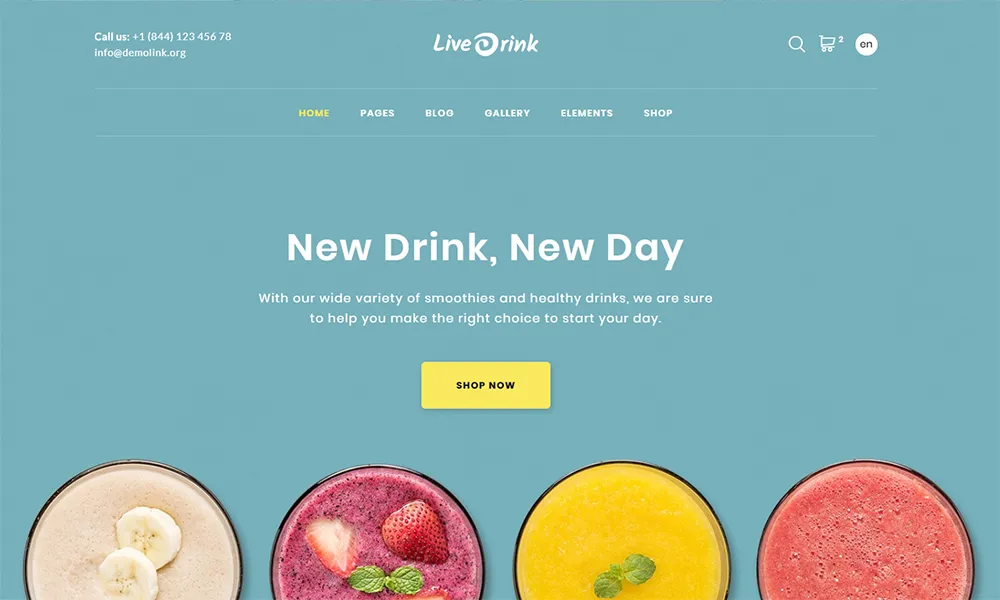 Call us: +1 (844) 123 456 78
info@demolink.org
Live Drink
2
en
HOME PAGES BLOG GALLERY ELEMENTS SHOP
New Drink, New Day
With our wide variety of smoothies and healthy drinks, we are sure
to help you make the right choice to start your day.
SHOP NOW